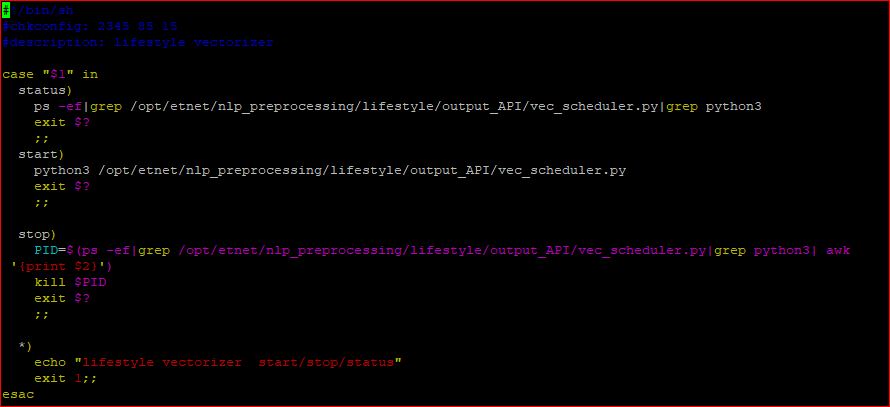 #!/bin/sh
#chkconfig: 2345 05 15
#description: lifestyle vectorizer

case "$1" in
  status)
    ps -ef|grep /opt/etnet/nlp_preprocessing/lifestyle/output_API/vec_scheduler.py|grep python3
    exit $?
    ;;
  start)
    python3 /opt/etnet/nlp_preprocessing/lifestyle/output_API/vec_scheduler.py
    exit $?
    ;;

  stop)
    PID=$(ps -ef|grep /opt/etnet/nlp_preprocessing/lifestyle/output_API/vec_scheduler.py|grep python3| awk
 '{print $2}')
    kill $PID
    exit $?
    ;;

  *)
    echo "lifestyle vectorizer  start/stop/status"
    exit 1;;
esac